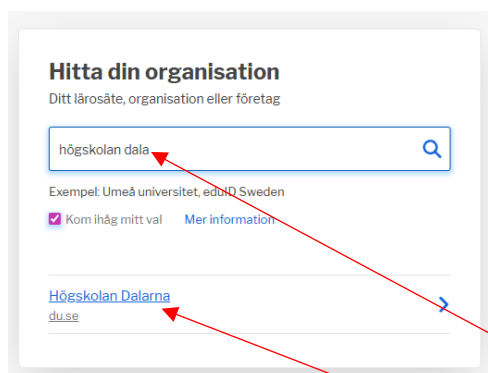 Hitta din organisation
Ditt lärosäte, organisation eller företag
högskolan dala
Exempel: Umeå universitet, eduID Sweden
Kom ihåg mitt val Mer information
Högskolan Dalarna
du.se